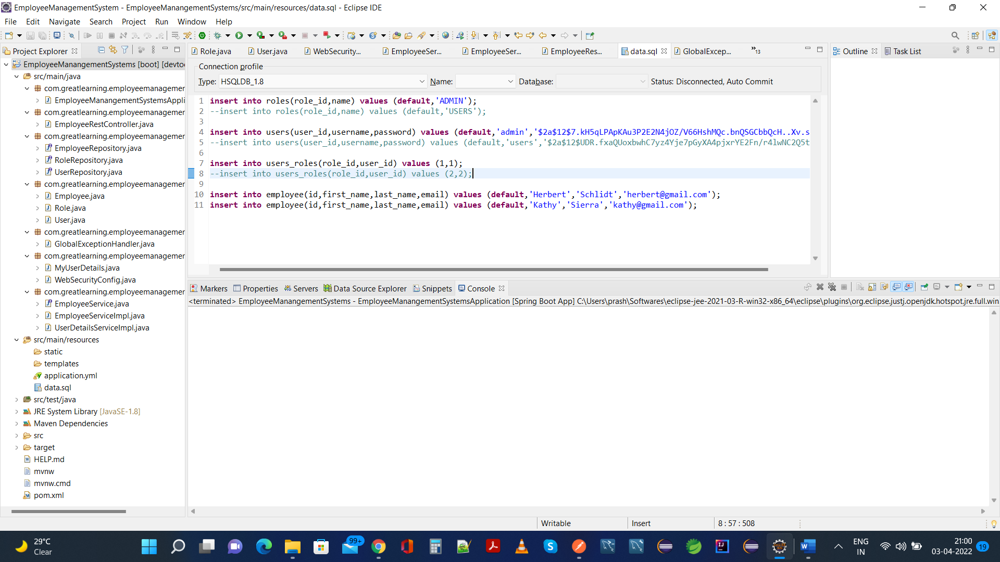 EmployeeManagementSystem - EmployeeManangementSystems/src/main/resources/data.sql - Eclipse IDE
File Edit Navigate Search Project Run Window Help
Project Explorer
EmployeeManangementSystems [boot] [devtoo
src/main/java
com.greatlearning.employeemanagemer
EmployeeManangementSystemsAppli
com.greatlearning.employeemanagemer
EmployeeRestController.java
com.greatlearning.employeemanagemer
EmployeeRepository.java
RoleRepository.java
UserRepository.java
com.greatlearning.employeemanagemer
Employee.java
Role.java
User.java
com.greatlearning.employeemanagemer
GlobalExceptionHandler.java
com.greatlearning.employeemanagemer
MyUserDetails.java
WebSecurityConfig.java
com.greatlearning.employeemanagemer
EmployeeService.java
EmployeeServiceImpl.java
UserDetailsServiceImpl.java
src/main/resources
static
templates
application.yml
data.sql
src/test/java
JRE System Library [JavaSE-1.8]
Maven Dependencies
src
target
HELP.md
mvnw
mvnw.cmd
pom.xml
Role.java User.java WebSecurity... EmployeeSer... EmployeeSer... EmployeeRes... data.sql GlobalExcep... »13
Connection profile
Type: HSQLDB_1.8 Name: Database: Status: Disconnected, Auto Commit
1 insert into roles(role_id,name) values (default,'ADMIN');
2 --insert into roles(role_id,name) values (default,'USERS');
3
4 insert into users(user_id,username,password) values (default,'admin','$2a$12$7.kH5qLPApKAu3P2E2N4jOZ/V66HshMQc.bnQSGCbbQcH..Xv.s
5 --insert into users(user_id,username,password) values (default,'users','$2a$12$UDR.fxaQUoxbwhC7yz4Yje7pGyXA4pjxrYE2Fn/r4lwNC2Q5t
6
7 insert into users_roles(role_id,user_id) values (1,1);
8 --insert into users_roles(role_id,user_id) values (2,2);
9
10 insert into employee(id,first_name,last_name,email) values (default,'Herbert','Schlidt','herbert@gmail.com');
11 insert into employee(id,first_name,last_name,email) values (default,'Kathy','Sierra','kathy@gmail.com');
Outline Task List
Markers Properties Servers Data Source Explorer Snippets Console
<terminated> EmployeeManangementSystems - EmployeeManangementSystemsApplication [Spring Boot App] C:\Users\prash\Softwares\eclipse-jee-2021-03-R-win32-x86_64\eclipse\plugins\org.eclipse.justj.openjdk.hotspot.jre.full.win
Writable Insert 8 : 57 : 508
29°C
Clear
99+
ENG
IN
21:00
03-04-2022
19